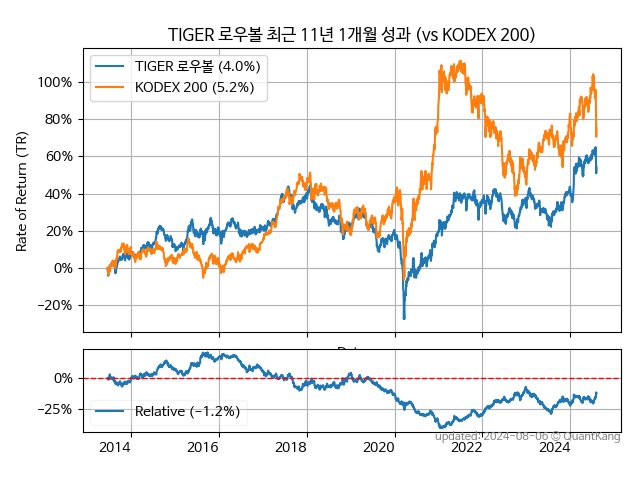 TIGER 로우볼 최근 11년 1개월 성과 (vs KODEX 200)
TIGER 로우볼 (4.0%)
KODEX 200 (5.2%)
Rate of Return (TR)
100%
80%
60%
40%
20%
0%
−20%
0%
−25%
Relative (−1.2%)
2014 2016 2018 2020 2022 2024
updated: 2024-08-06 © QuantKang